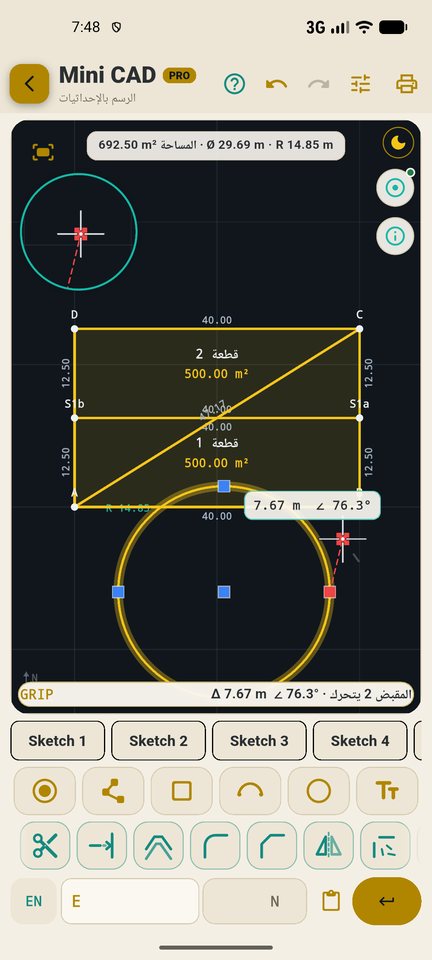 7:48
3G
Mini CAD PRO
الرسم بالإحداثيات
692.50 m² المساحة · Ø 29.69 m · R 14.85 m
D
40.00
C
قطعة 2
500.00 m²
12.50
12.50
S1b
40.00
S1a
40.00
قطعة 1
500.00 m²
12.50
12.50
A
R 14.85
40.00
7.67 m ∠ 76.3°
N
GRIP
المقبض 2 يتحرك · Δ 7.67 m ∠ 76.3°
Sketch 1
Sketch 2
Sketch 3
Sketch 4
TT
EN
E
N